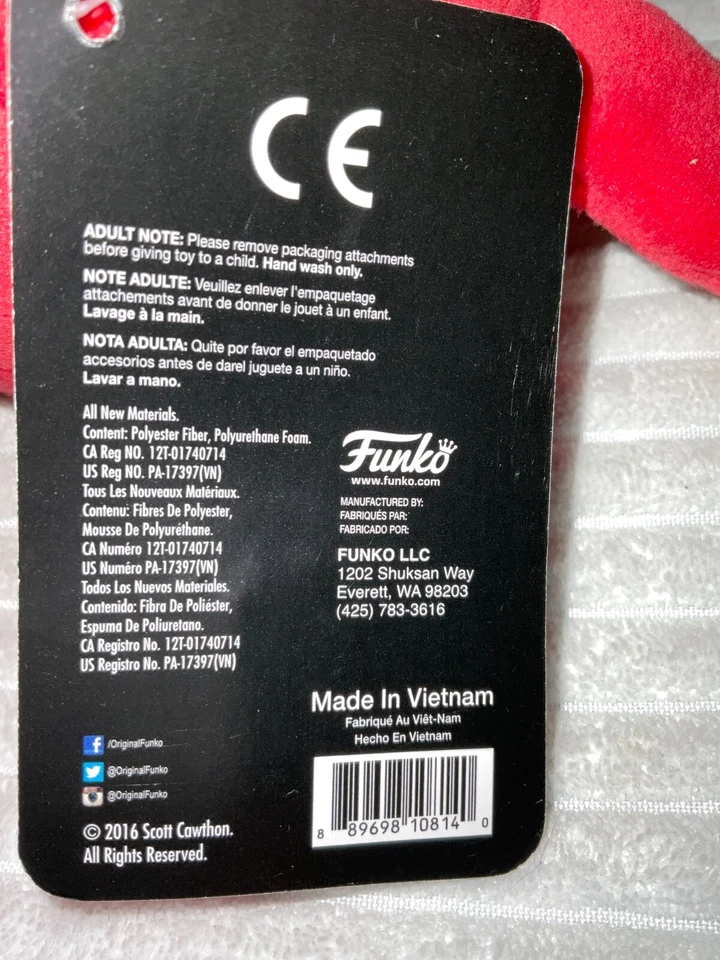 CE
ADULT NOTE: Please remove packaging attachments
before giving toy to a child. Hand wash only.
NOTE ADULTE: Veuillez enlever l'empaquetage
attachements avant de donner le jouet à un enfant.
Lavage à la main.
NOTA ADULTA: Quite por favor el empaquetado
accesorios antes de darel juguete a un niño.
Lavar a mano.
All New Materials.
Content: Polyester Fiber, Polyurethane Foam.
CA Reg NO. 12T-01740714
US Reg NO. PA-17397(VN)
Tous Les Nouveaux Matériaux.
Contenu: Fibres De Polyester,
Mousse De Polyuréthane.
CA Numéro 12T-01740714
US Numéro PA-17397(VN)
Todos Los Nuevos Materiales.
Contenido: Fibra De Poliéster,
Espuma De Poliuretano.
CA Registro No. 12T-01740714
US Registro No. PA-17397(VN)
Funko
www.funko.com
MANUFACTURED BY:
FABRIQUÉS PAR:
FABRICADO POR:
FUNKO LLC
1202 Shuksan Way
Everett, WA 98203
(425) 783-3616
Made In Vietnam
Fabriqué Au Viêt-Nam
Hecho En Vietnam
8 89698 10814 0
f /OriginalFunko
@OriginalFunko
@OriginalFunko
© 2016 Scott Cawthon.
All Rights Reserved.